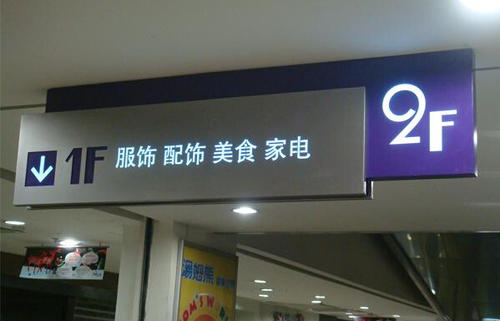 1F 服饰 配饰 美食 家电
2F